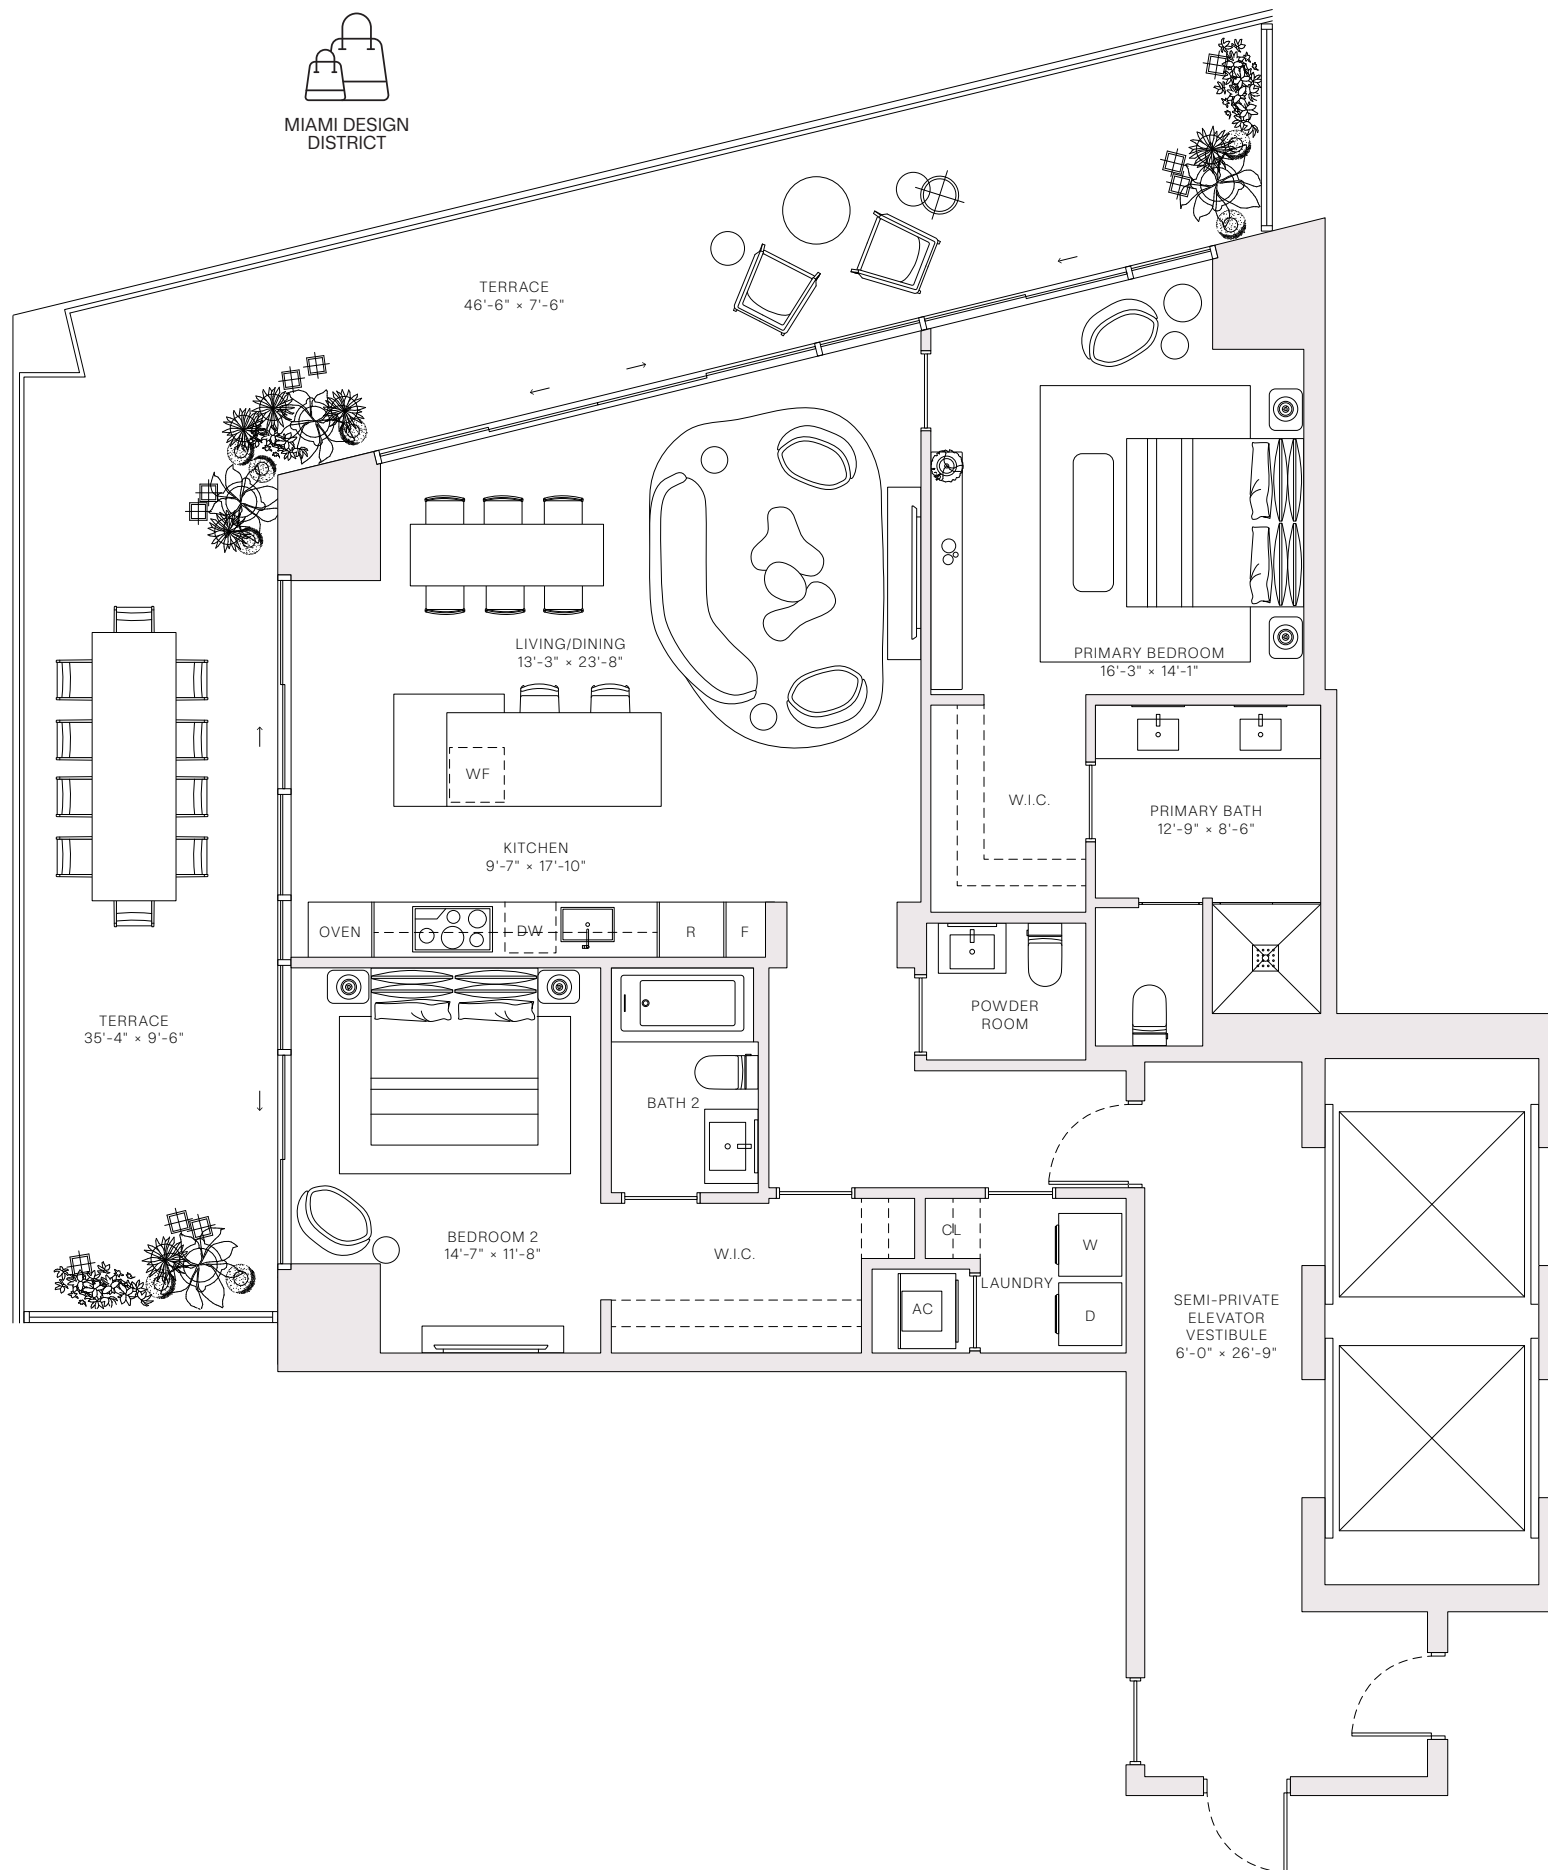 MIAMI DESIGN
DISTRICT
TERRACE
46'-6" × 7'-6"
LIVING/DINING
13'-3" × 23'-8"
PRIMARY BEDROOM
16'-3" × 14'-1"
WF
W.I.C.
PRIMARY BATH
12'-9" × 8'-6"
KITCHEN
9'-7" × 17'-10"
OVEN
DW
R
F
TERRACE
35'-4" × 9'-6"
POWDER
ROOM
BATH 2
BEDROOM 2
14'-7" × 11'-8"
W.I.C.
CL
W
LAUNDRY
AC
D
SEMI-PRIVATE
ELEVATOR
VESTIBULE
6'-0" × 26'-9"